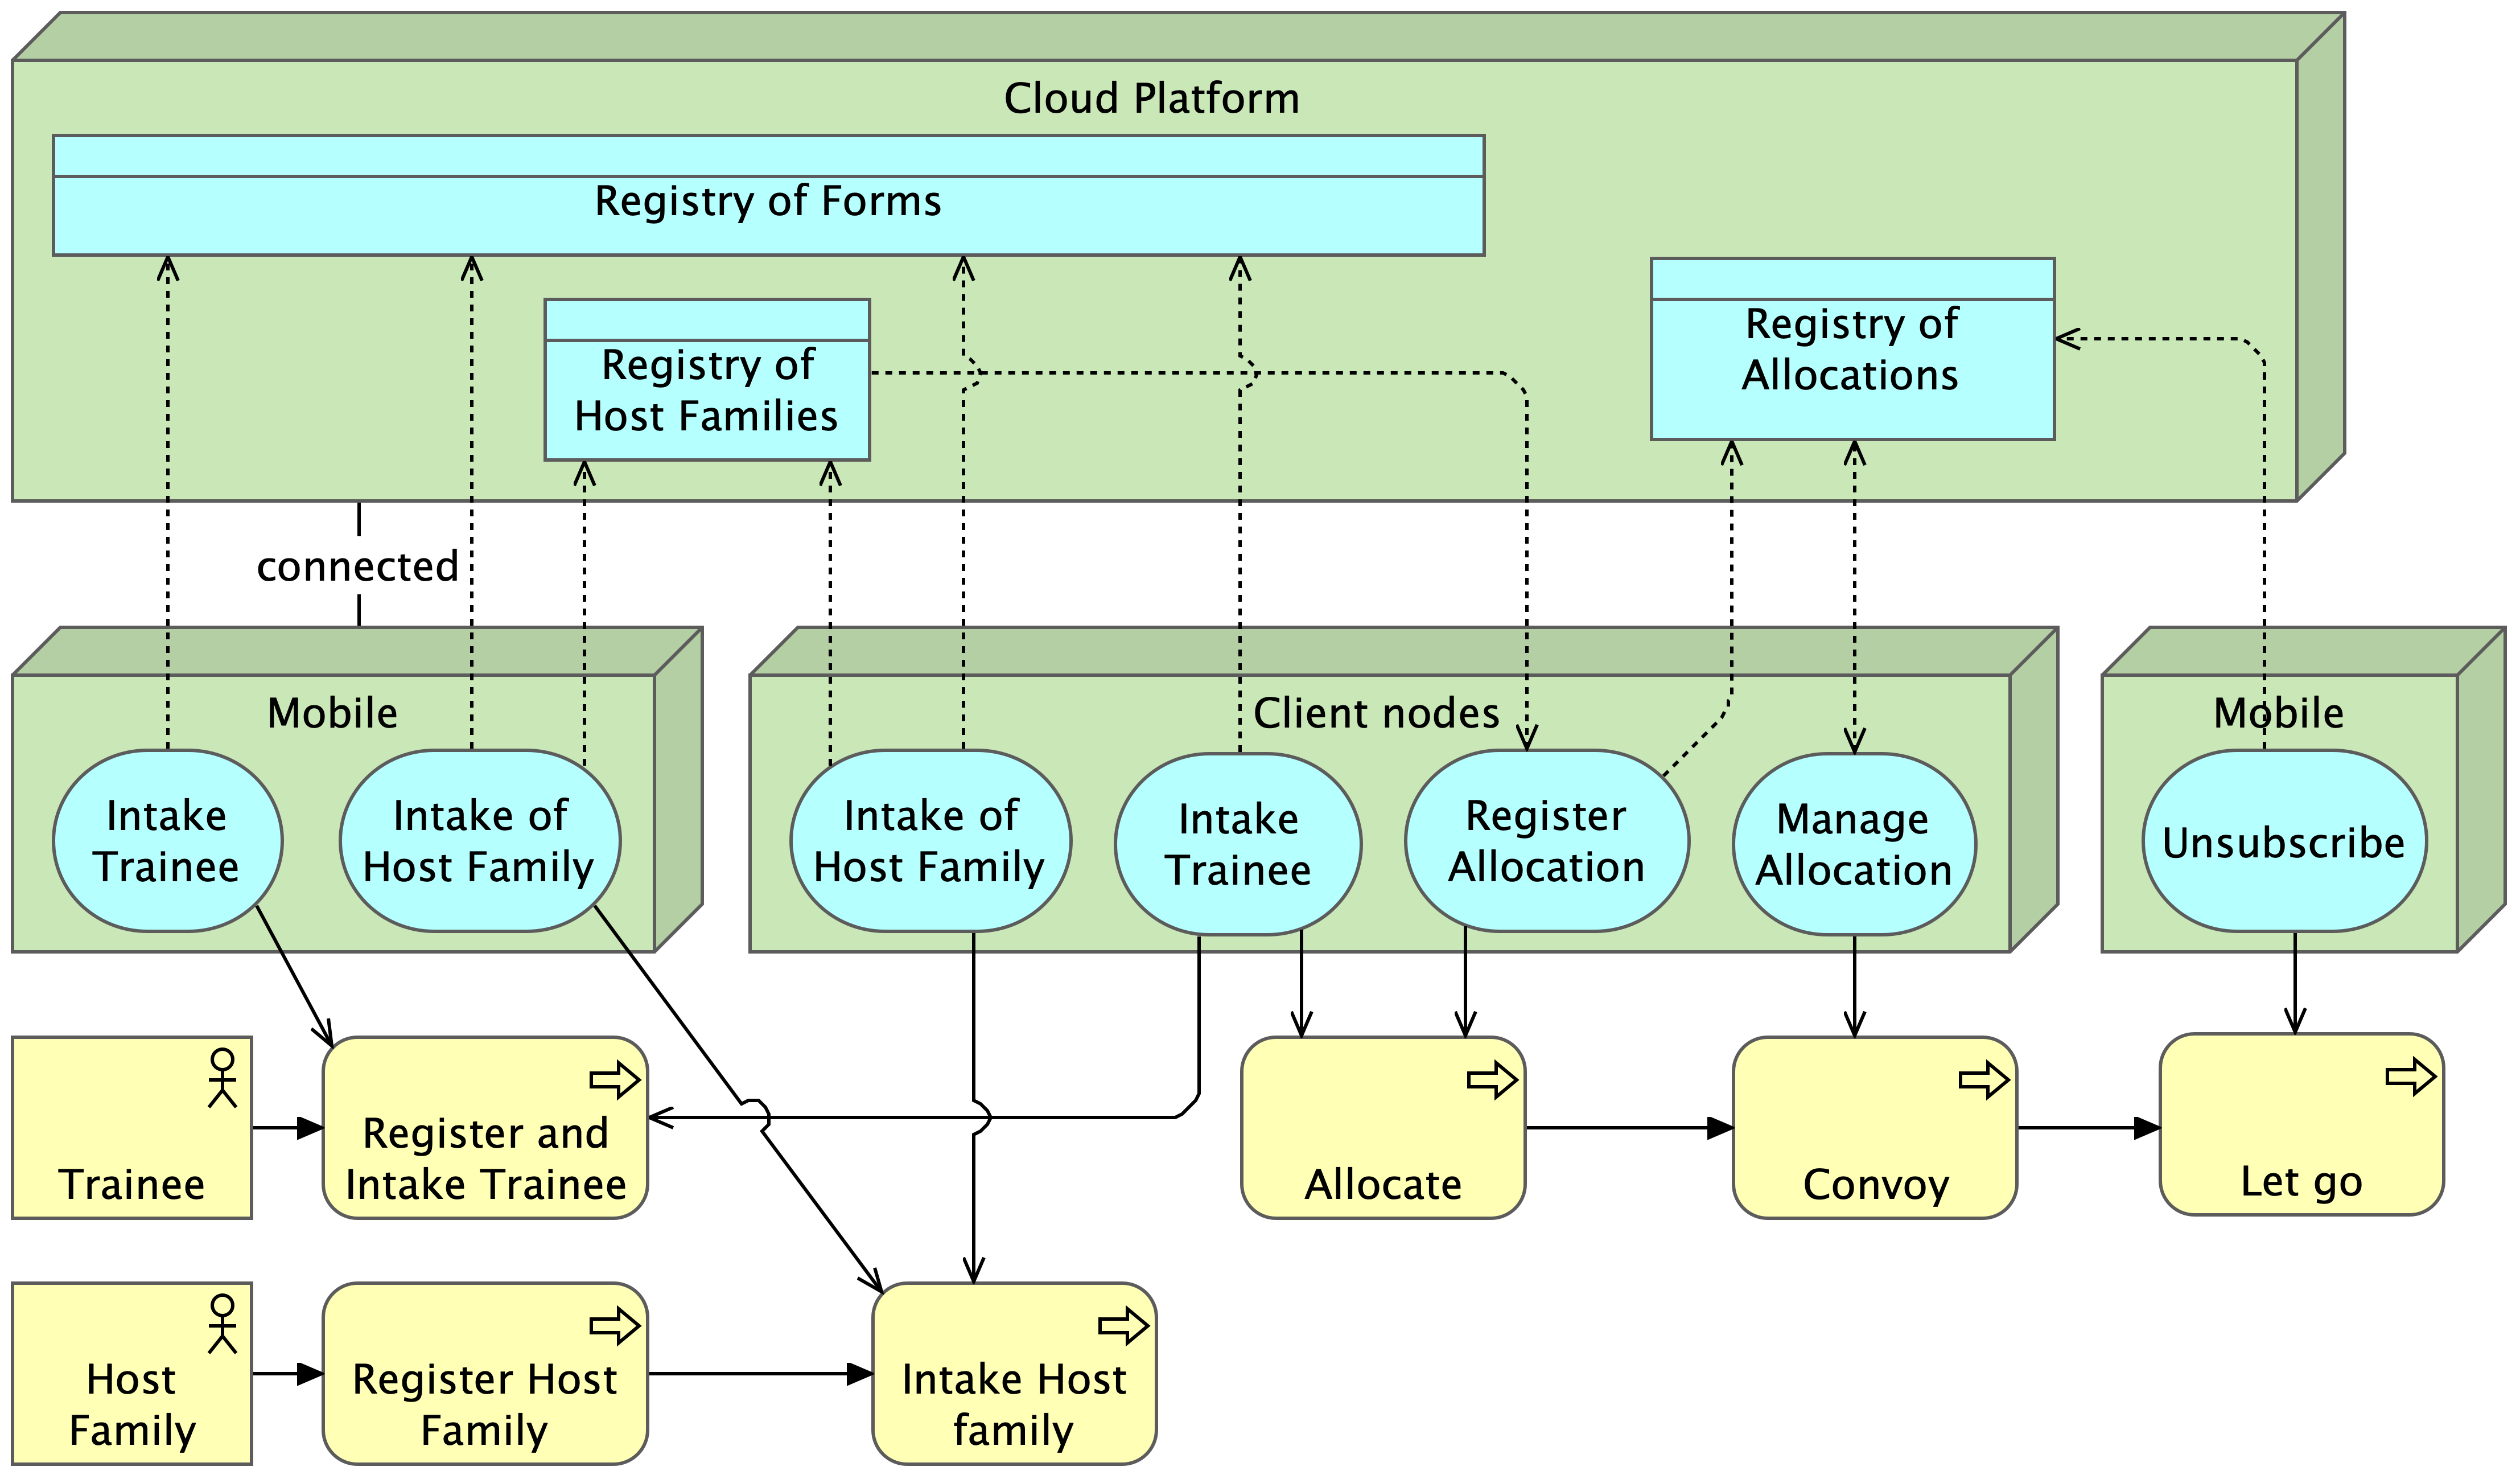 Cloud Platform
Registry of Forms
Registry of
Host Families
Registry of
Allocations
connected
Mobile
Intake
Trainee
Intake of
Host Family
Client nodes
Intake of
Host Family
Intake
Trainee
Register
Allocation
Manage
Allocation
Mobile
Unsubscribe
Trainee
Register and
Intake Trainee
Allocate
Convoy
Let go
Host
Family
Register Host
Family
Intake Host
family